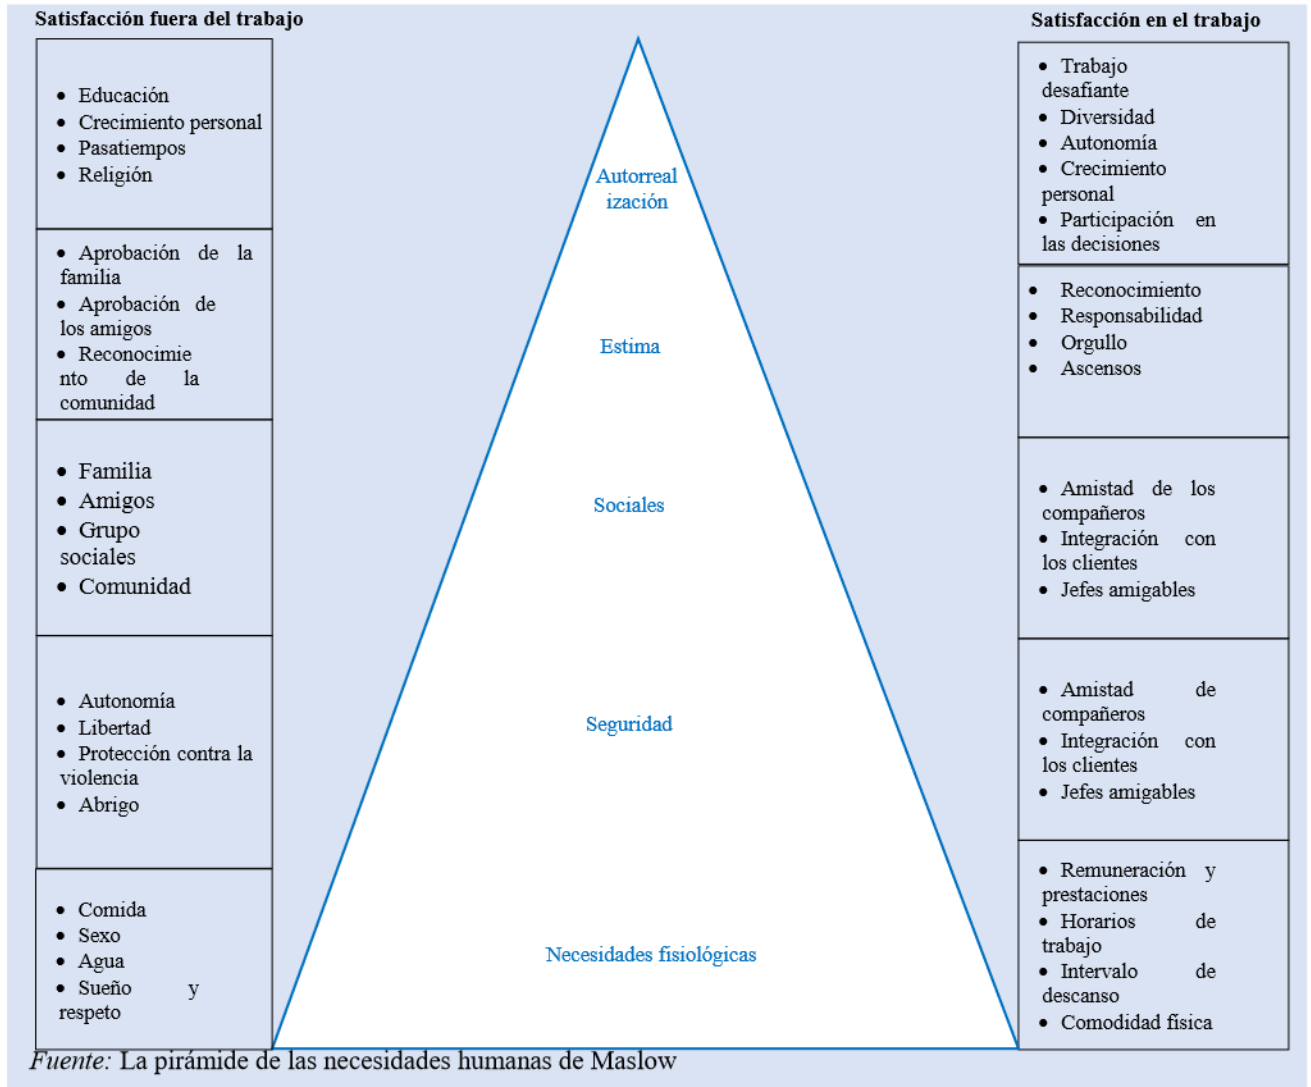 Satisfacción fuera del trabajo
• Educación
• Crecimiento personal
• Pasatiempos
• Religión
• Aprobación de la
familia
• Aprobación de
los amigos
• Reconocimie
nto de la
comunidad
• Familia
• Amigos
• Grupo
sociales
• Comunidad
• Autonomía
• Libertad
• Protección contra la
violencia
• Abrigo
• Comida
• Sexo
• Agua
• Sueño y
respeto
Autorreal
ización
Estima
Sociales
Seguridad
Necesidades fisiológicas
Satisfacción en el trabajo
• Trabajo
desafiante
• Diversidad
• Autonomía
• Crecimiento
personal
• Participación en
las decisiones
• Reconocimiento
• Responsabilidad
• Orgullo
• Ascensos
• Amistad de los
compañeros
• Integración con
los clientes
• Jefes amigables
• Amistad de
compañeros
• Integración con
los clientes
• Jefes amigables
• Remuneración y
prestaciones
• Horarios de
trabajo
• Intervalo de
descanso
• Comodidad física
Fuente: La pirámide de las necesidades humanas de Maslow